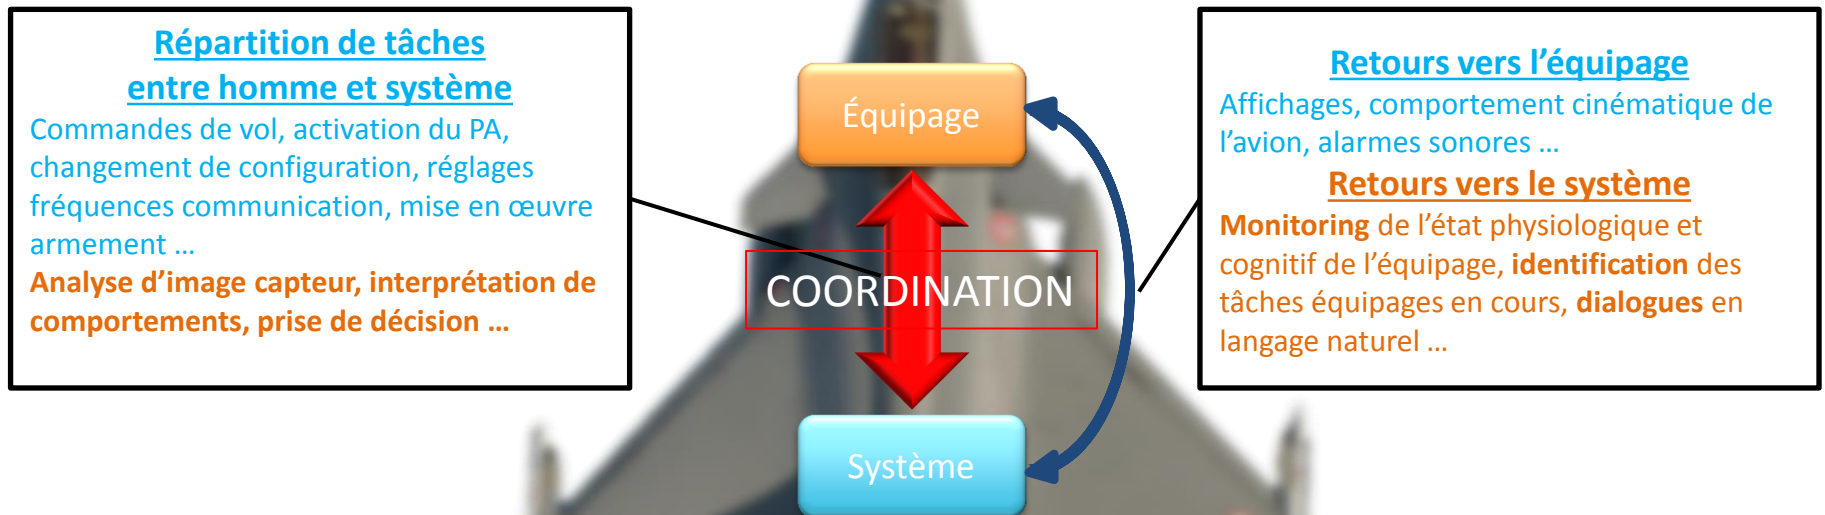 Répartition de tâches
entre homme et système
Commandes de vol, activation du PA,
changement de configuration, réglages
fréquences communication, mise en œuvre
armement …
Analyse d’image capteur, interprétation de
comportements, prise de décision …
Équipage
COORDINATION
Système
Retours vers l’équipage
Affichages, comportement cinématique de
l’avion, alarmes sonores …
Retours vers le système
Monitoring de l’état physiologique et
cognitif de l’équipage, identification des
tâches équipages en cours, dialogues en
langage naturel …